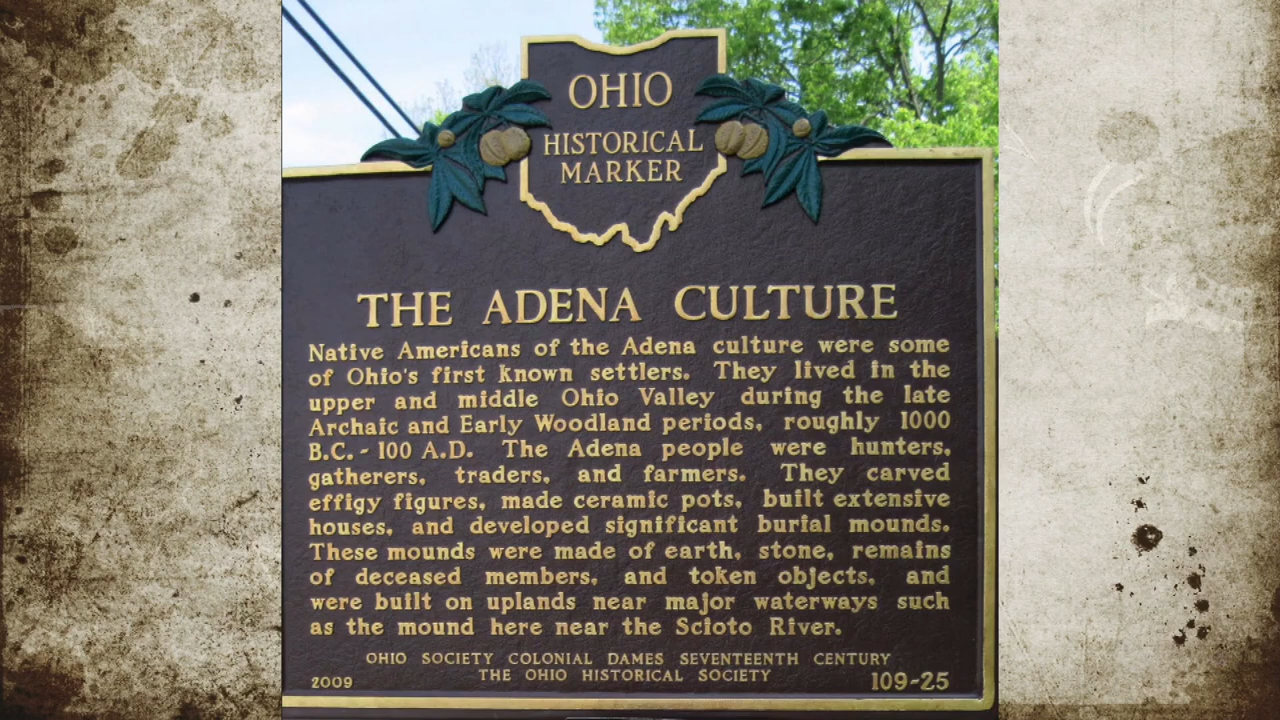 OHIO
HISTORICAL
MARKER
THE ADENA CULTURE
Native Americans of the Adena culture were some
of Ohio's first known settlers. They lived in the
upper and middle Ohio Valley during the late
Archaic and Early Woodland periods, roughly 1000
B.C. - 100 A.D. The Adena people were hunters,
gatherers, traders, and farmers. They carved
effigy figures, made ceramic pots, built extensive
houses, and developed significant burial mounds.
These mounds were made of earth, stone, remains
of deceased members, and token objects, and
were built on uplands near major waterways such
as the mound here near the Scioto River.
OHIO SOCIETY COLONIAL DAMES SEVENTEENTH CENTURY
THE OHIO HISTORICAL SOCIETY
2009 109-25